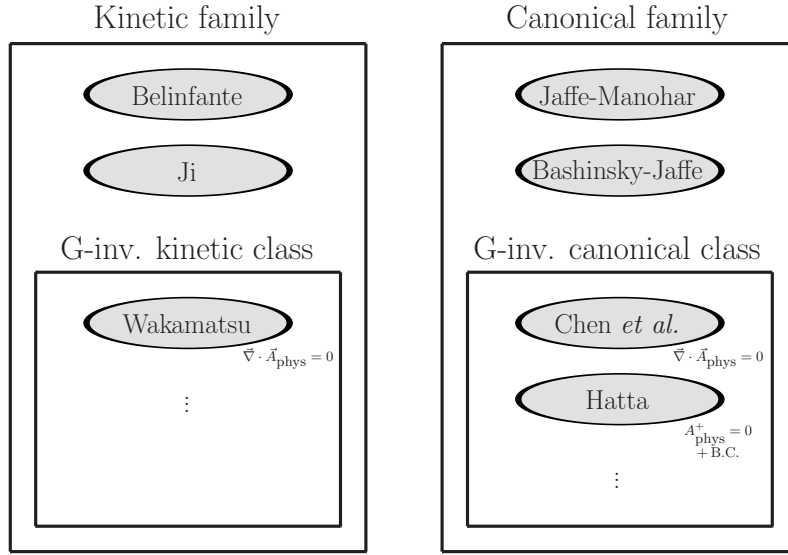 Kinetic family
Belinfante
Ji
G-inv. kinetic class
Wakamatsu
∇⃗ · A⃗phys = 0
⋮
Canonical family
Jaffe-Manohar
Bashinsky-Jaffe
G-inv. canonical class
Chen et al.
∇⃗ · A⃗phys = 0
Hatta
A⁺phys = 0
+ B.C.
⋮